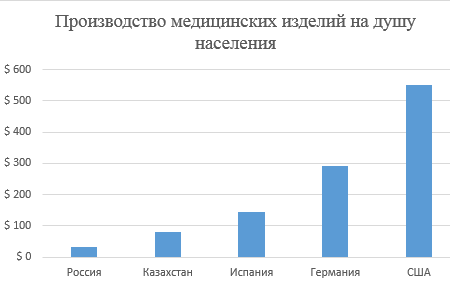 Производство медицинских изделий на душу
населения
$ 600
$ 500
$ 400
$ 300
$ 200
$ 100
$ 0
Россия Казахстан Испания Германия США